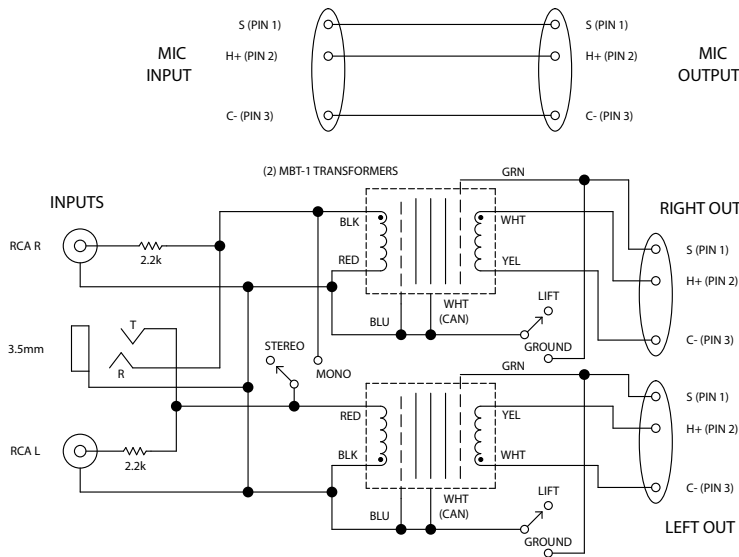 S (PIN 1)
S (PIN 1)
MIC
INPUT
H+ (PIN 2)
H+ (PIN 2)
MIC
OUTPUT
C- (PIN 3)
C- (PIN 3)
(2) MBT-1 TRANSFORMERS
GRN
INPUTS
RIGHT OUT
BLK
WHT
RCA R
2.2k
S (PIN 1)
RED
YEL
H+ (PIN 2)
WHT
(CAN)
LIFT
BLU
T
3.5mm
R
STEREO
MONO
GROUND
C- (PIN 3)
GRN
S (PIN 1)
RED
YEL
H+ (PIN 2)
RCA L
2.2k
BLK
WHT
C- (PIN 3)
WHT
(CAN)
LIFT
BLU
LEFT OUT
GROUND